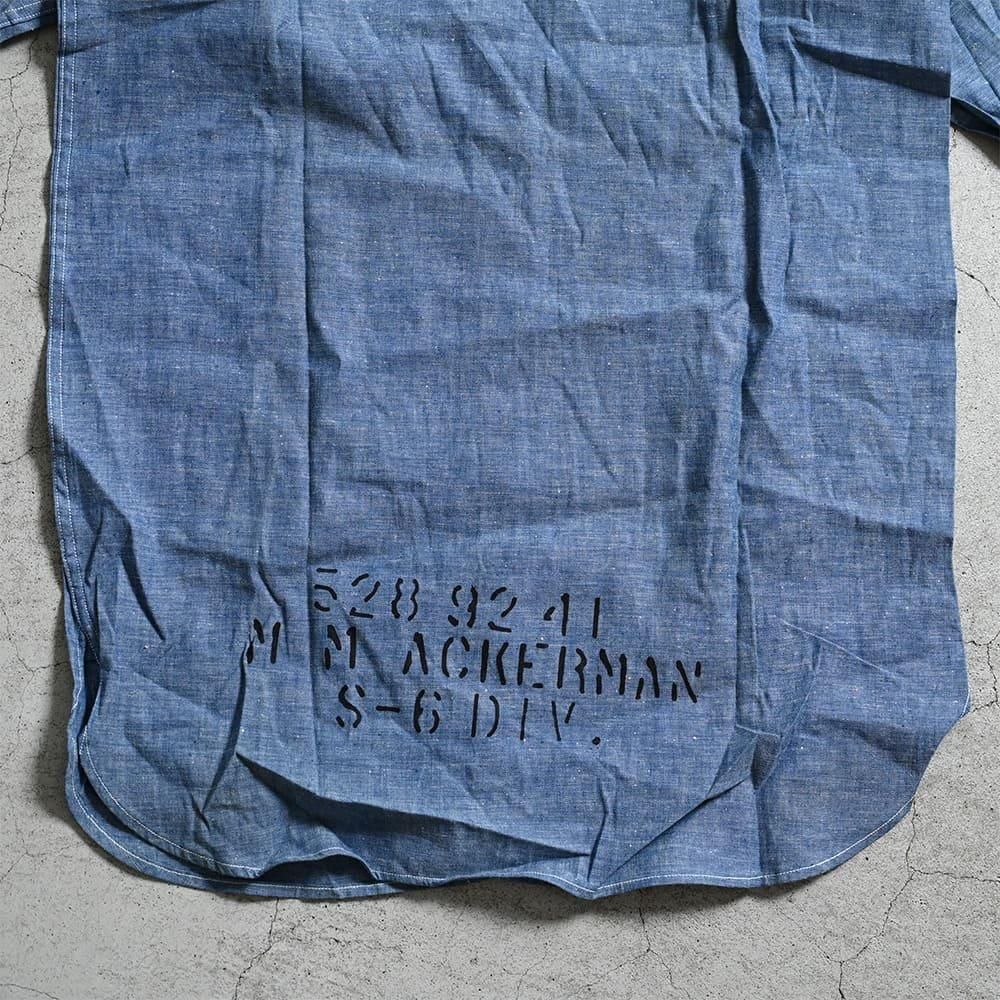 528 92 41
M M ACKERMAN
S-6 DIV.